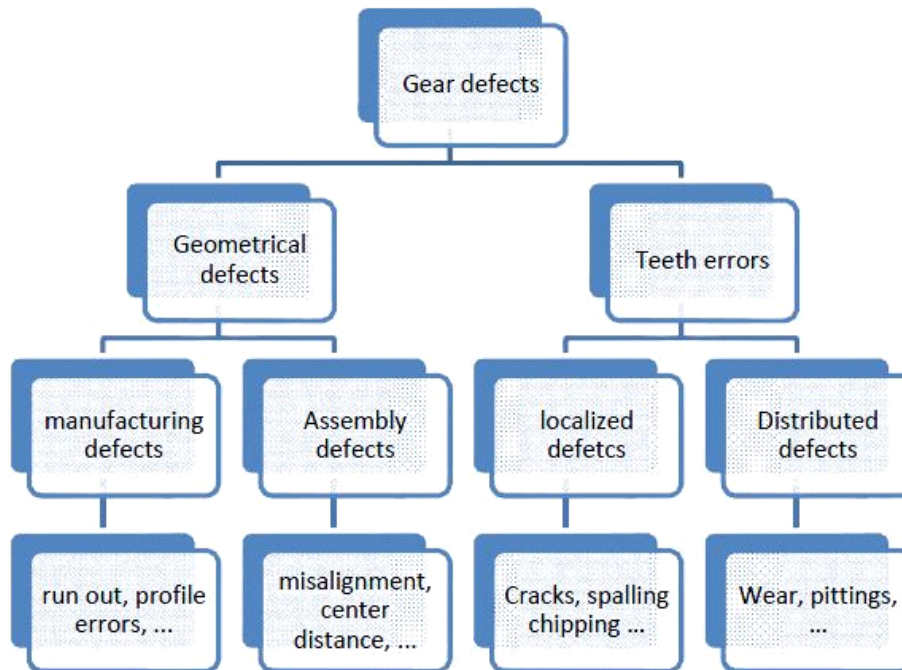 Gear defects
Geometrical
defects
Teeth errors
manufacturing
defects
Assembly
defects
localized
defetcs
Distributed
defects
run out, profile
errors, ...
misalignment,
center
distance, ...
Cracks, spalling
chipping ...
Wear, pittings,
...